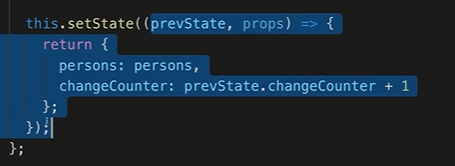 this.setState((prevState, props) => {
return {
persons: persons,
changeCounter: prevState.changeCounter + 1
};
});
};